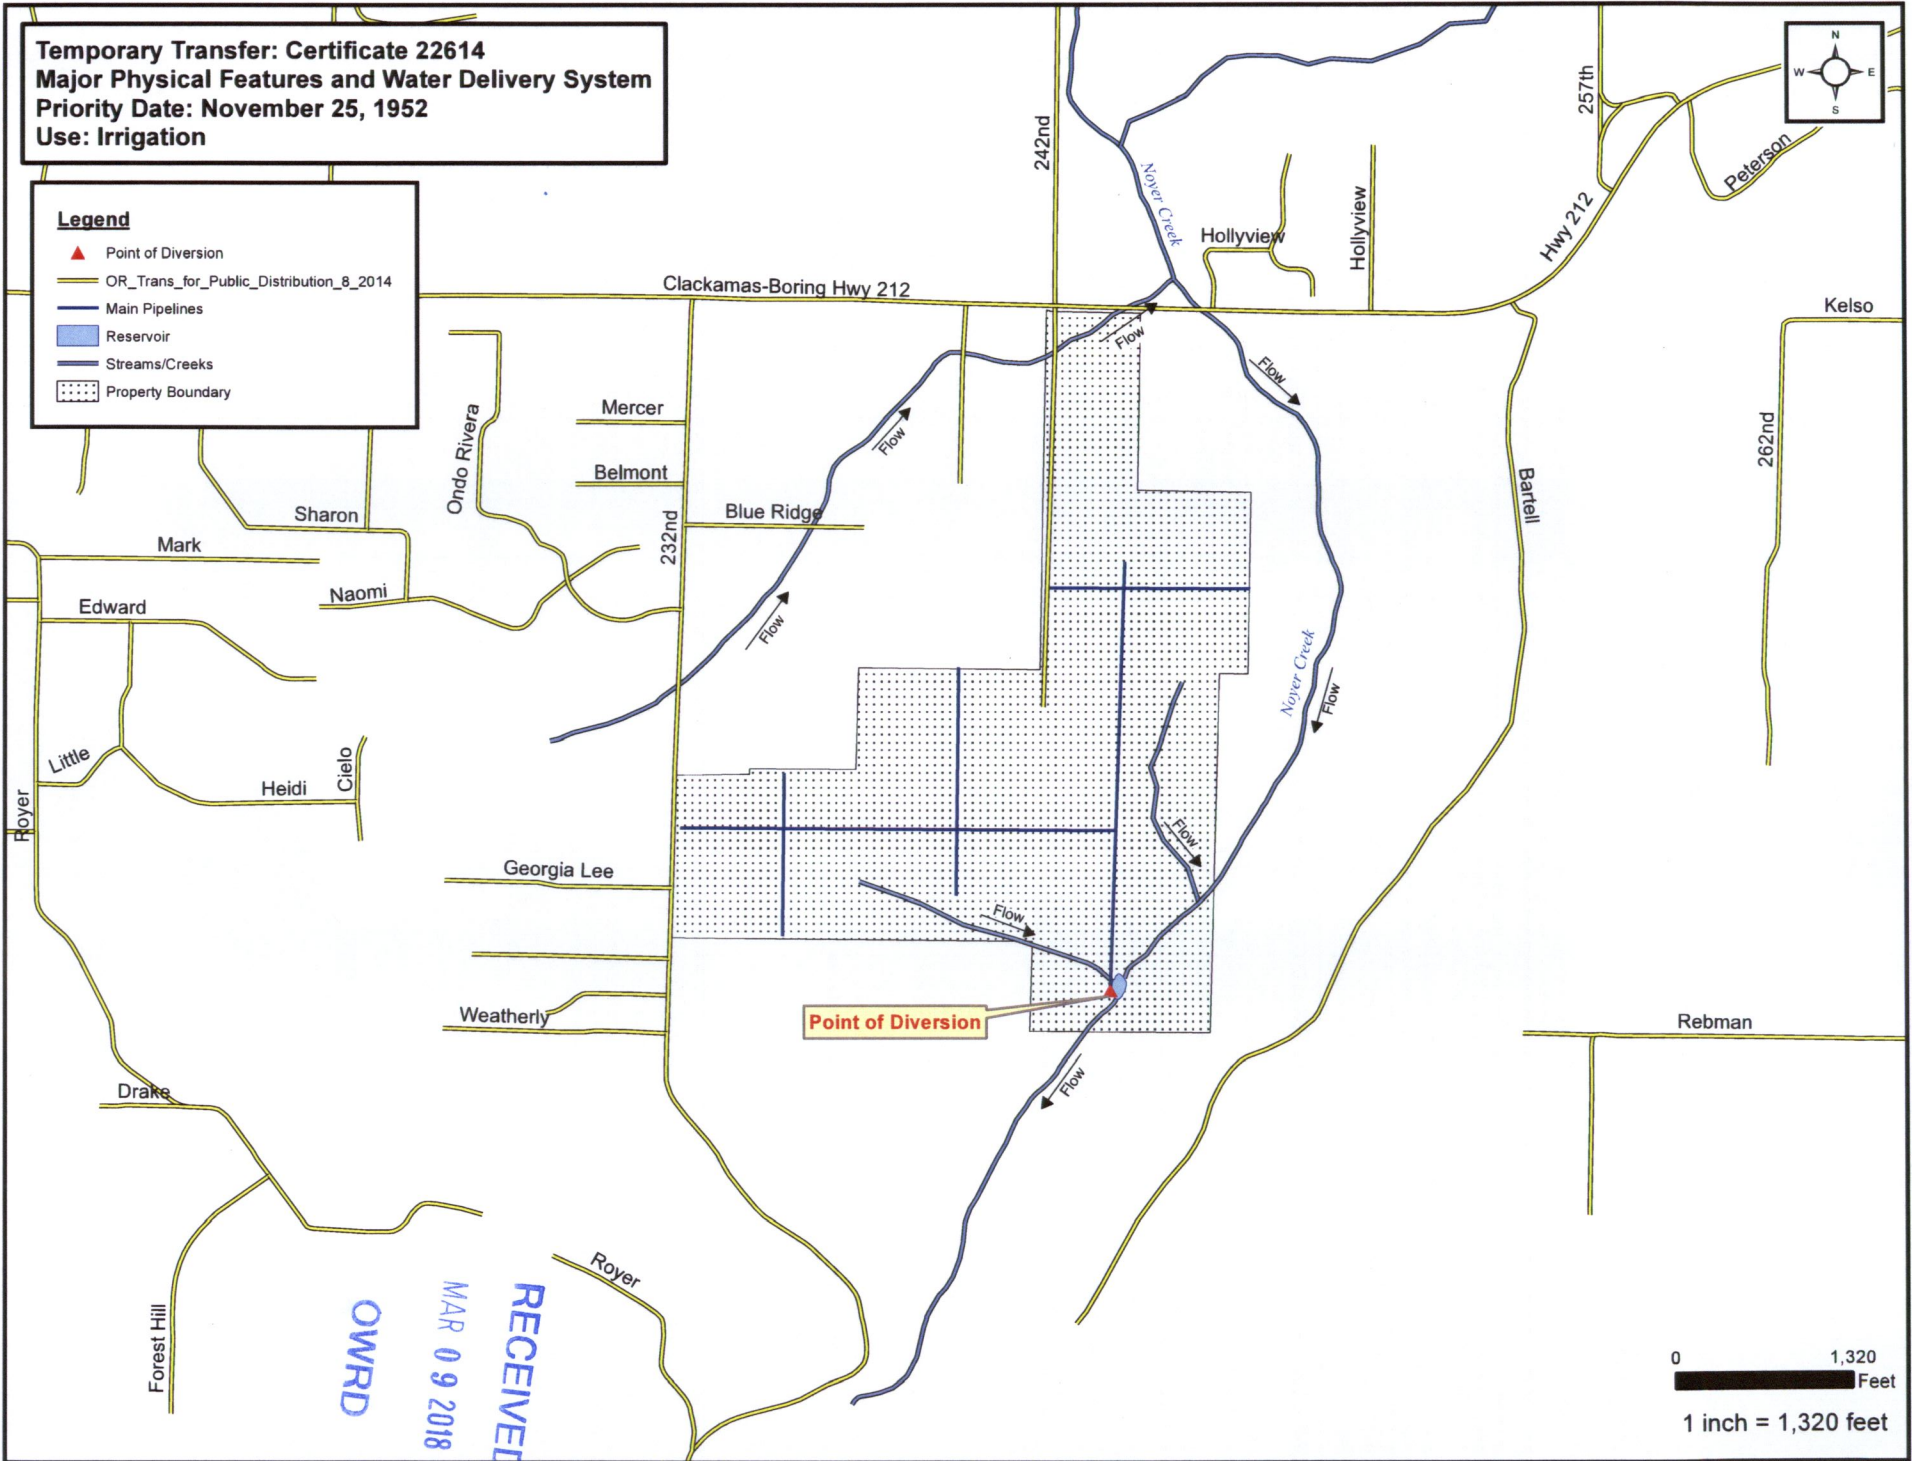 Temporary Transfer: Certificate 22614
Major Physical Features and Water Delivery System
Priority Date: November 25, 1952
Use: Irrigation
N
W E
S
Legend
Point of Diversion
OR_Trans_for_Public_Distribution_8_2014
Main Pipelines
Reservoir
Streams/Creeks
Property Boundary
242nd
257th
Peterson
Noyer Creek
Hollyview
Hollyview
Hwy 212
Clackamas-Boring Hwy 212
Kelso
Flow
Flow
Mercer
Flow
Ondo Rivera
Belmont
262nd
Bartell
Sharon
Blue Ridge
232nd
Mark
Naomi
Edward
Flow
Noyer Creek
Flow
Little
Cielo
Heidi
Royer
Flow
Georgia Lee
Flow
Weatherly
Point of Diversion
Rebman
Flow
Drake
Royer
Forest Hill
RECEIVED
MAR 09 2018
OWRD
0 1,320
Feet
1 inch = 1,320 feet